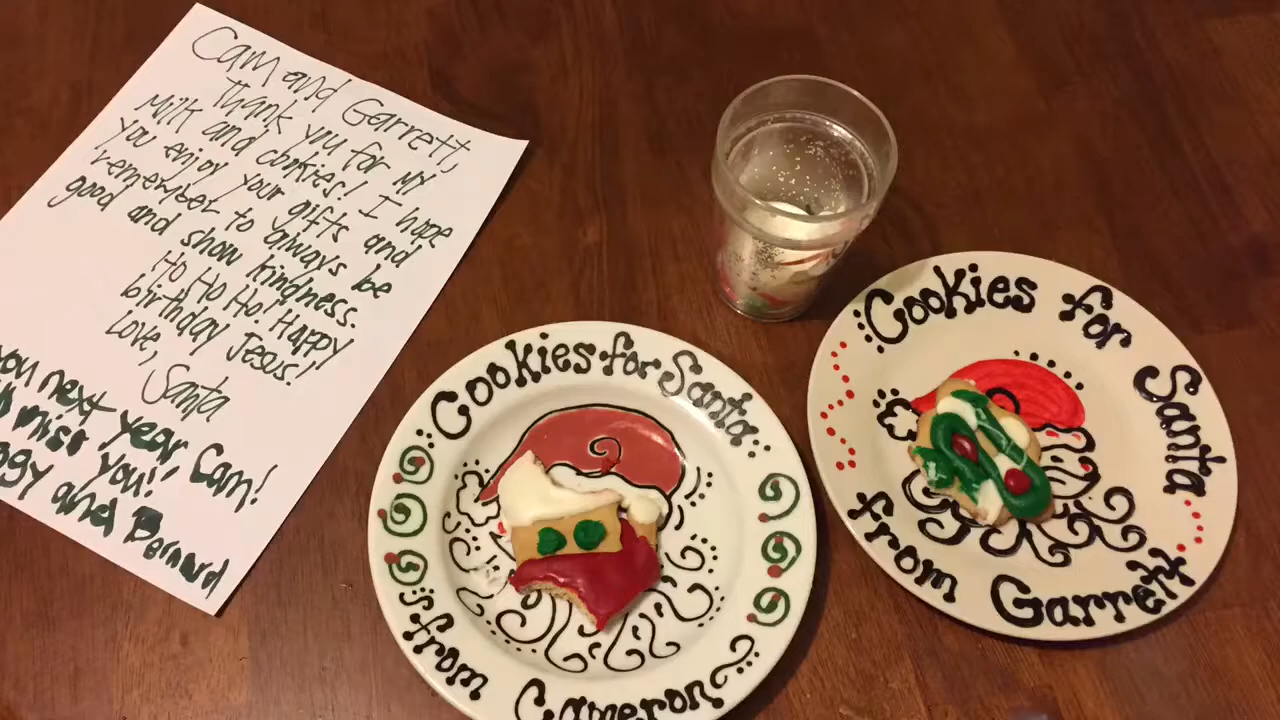 Cam and Garrett,
Thank you for my
Milk and cookies! I hope
you enjoy your gifts and
remember to always be
good and show kindness.
Ho Ho Ho! Happy
birthday Jesus!
Love,
Santa
you next year Cam!
miss you!
and Bernard
Cookies for Santa
from Cameron
Cookies for Santa
from Garrett